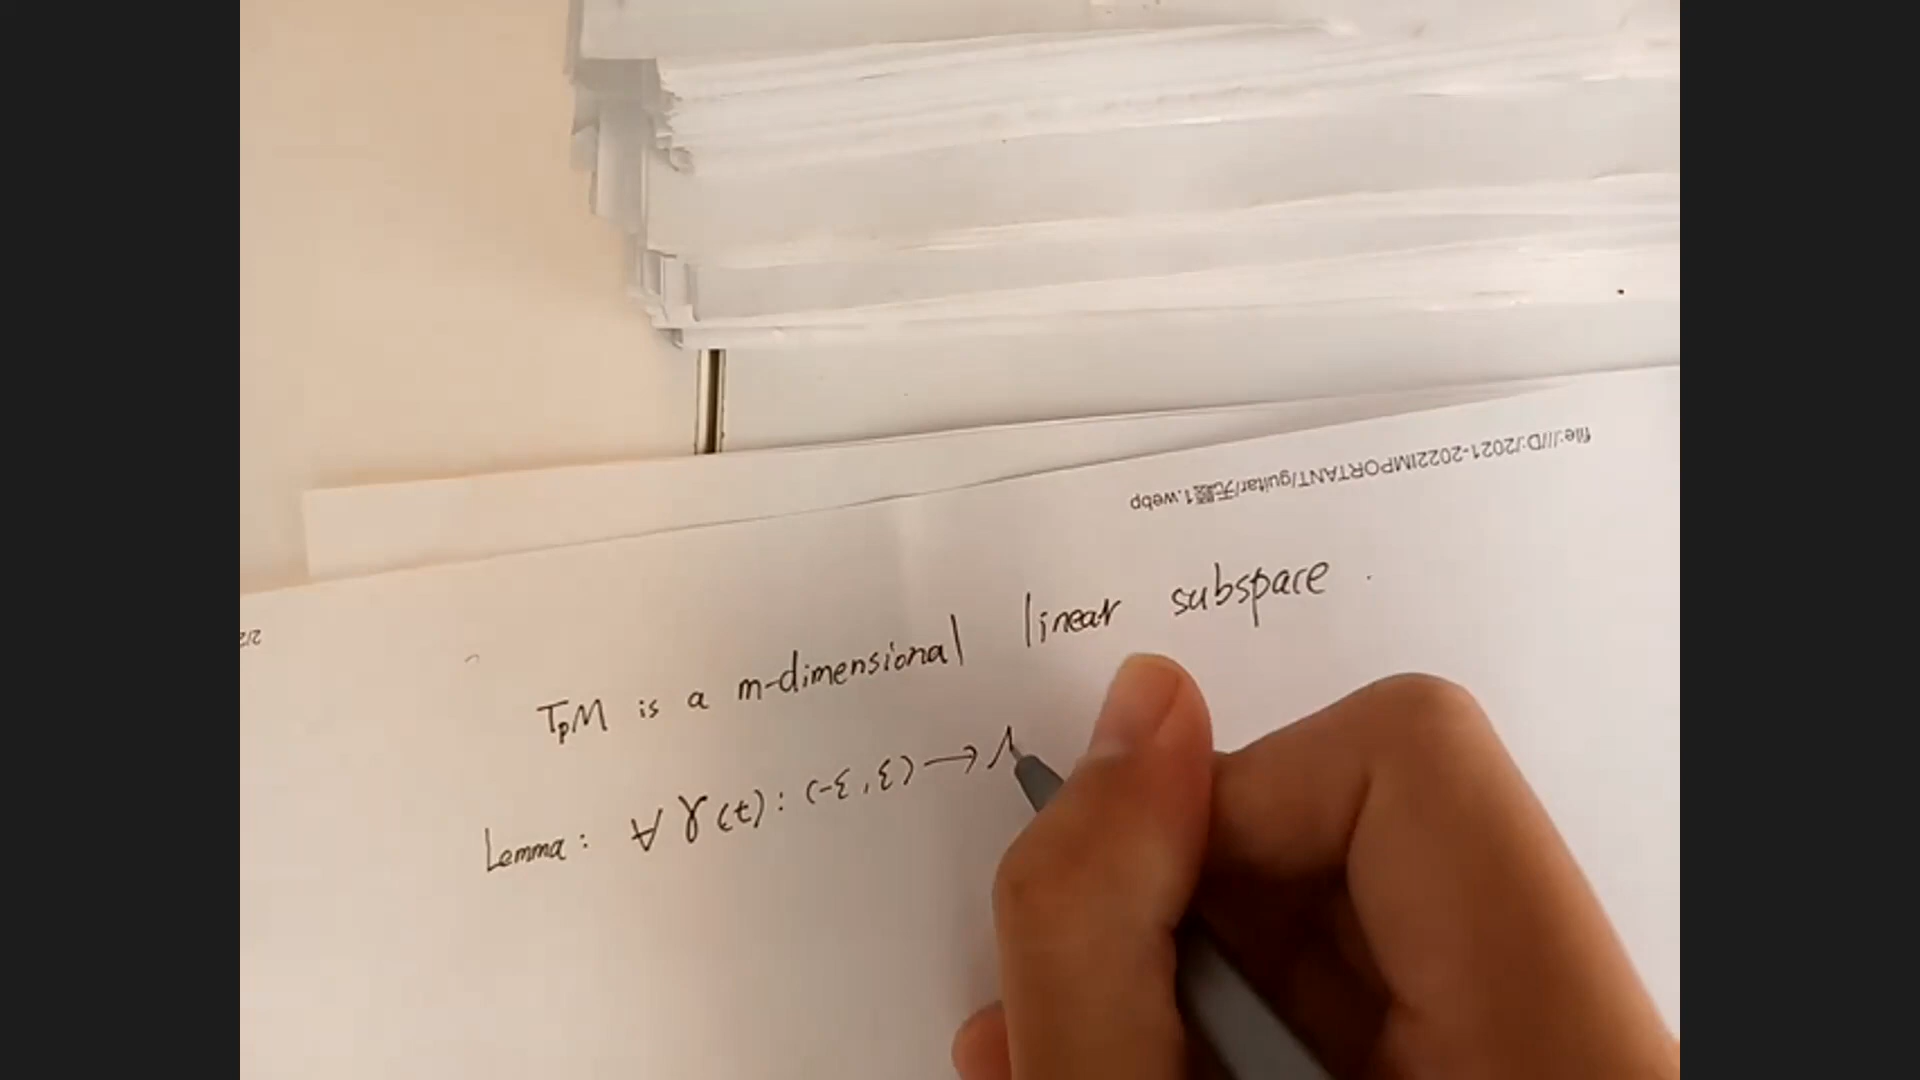 file:///D:/2021-2022IMPORTANT/guitar/无题1.webp
TpM is a m-dimensional linear subspace.
Lemma: ∀ γ(t): (-ε, ε) →